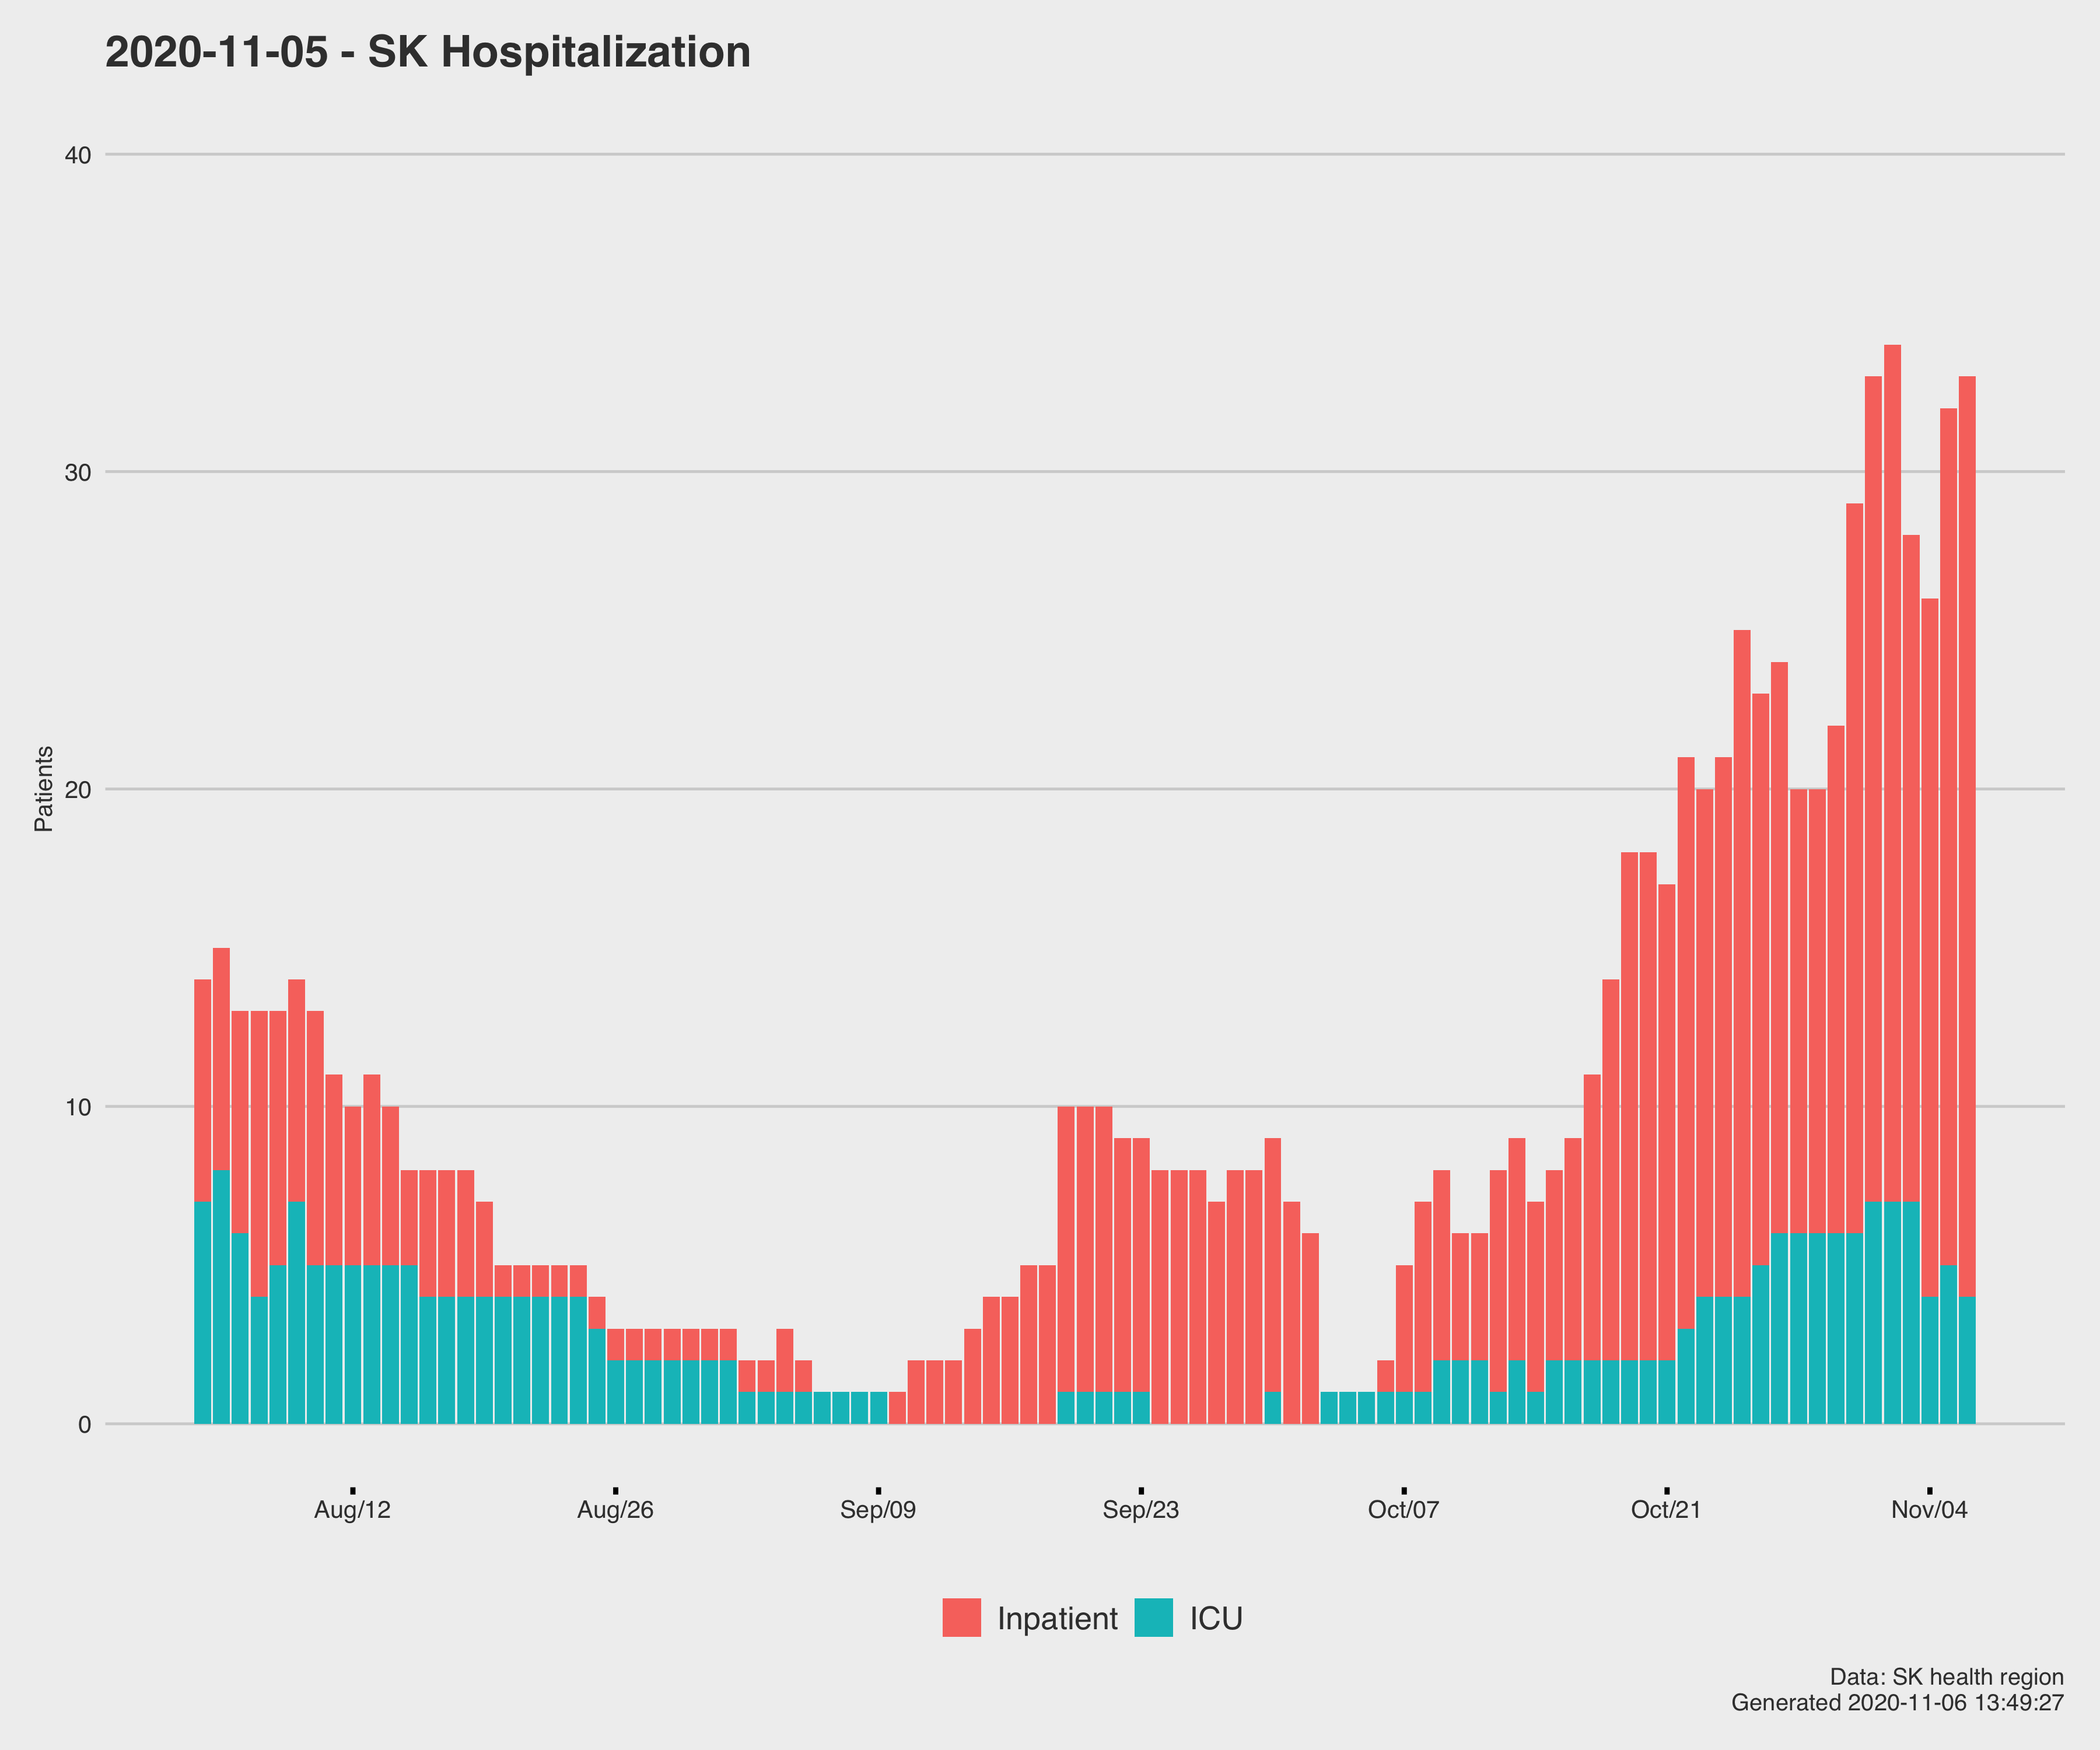 2020-11-05 - SK Hospitalization
40
30
20
10
0
Patients
Aug/12 Aug/26 Sep/09 Sep/23 Oct/07 Oct/21 Nov/04
Inpatient ICU
Data: SK health region
Generated 2020-11-06 13:49:27